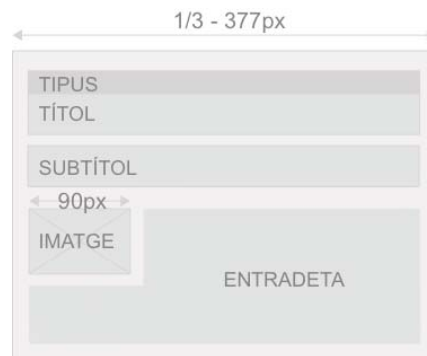 1/3 - 377px
TIPUS
TÍTOL
SUBTÍTOL
90px
IMATGE
ENTRADETA